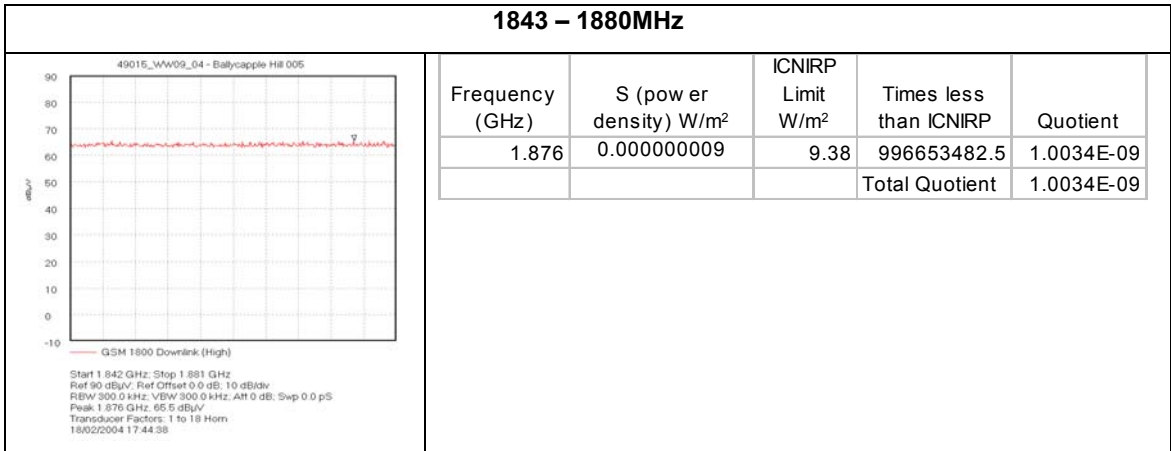 1843 – 1880MHz
49015_WW09_04 - Ballycapple Hill 005
90
80
70
60
50
40
30
20
10
0
-10
dBµV
GSM 1800 Downlink (High)
Start 1.842 GHz; Stop 1.881 GHz
Ref 90 dBµV; Ref Offset 0.0 dB; 10 dB/div
RBW 300.0 kHz; VBW 300.0 kHz; Att 0 dB; Swp 0.0 pS
Peak 1.876 GHz, 65.5 dBµV
Transducer Factors: 1 to 18 Horn
18/02/2004 17:44:38
Frequency (GHz) S (pow er density) W/m² ICNIRP Limit W/m² Times less than ICNIRP Quotient
1.876 0.000000009 9.38 996653482.5 1.0034E-09
Total Quotient 1.0034E-09